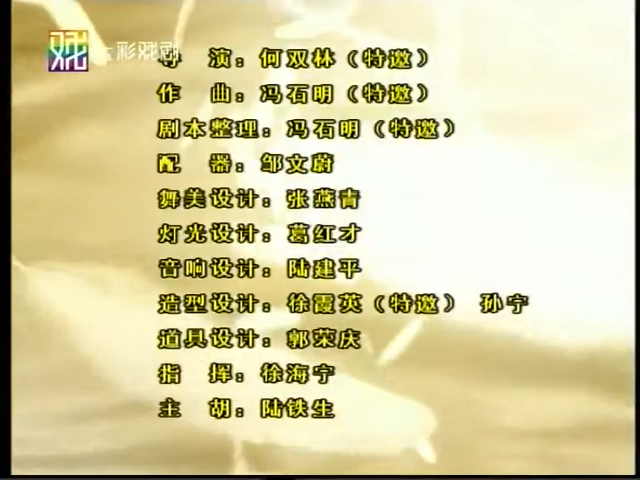 戏 七彩戏剧
导 演：何双林（特邀）
作 曲：冯石明（特邀）
剧本整理：冯石明（特邀）
配 器：邹文蔚
舞美设计：张燕青
灯光设计：葛红才
音响设计：陆建平
造型设计：徐霞英（特邀） 孙宁
道具设计：郭荣庆
指 挥：徐海宁
主 胡：陆铁生